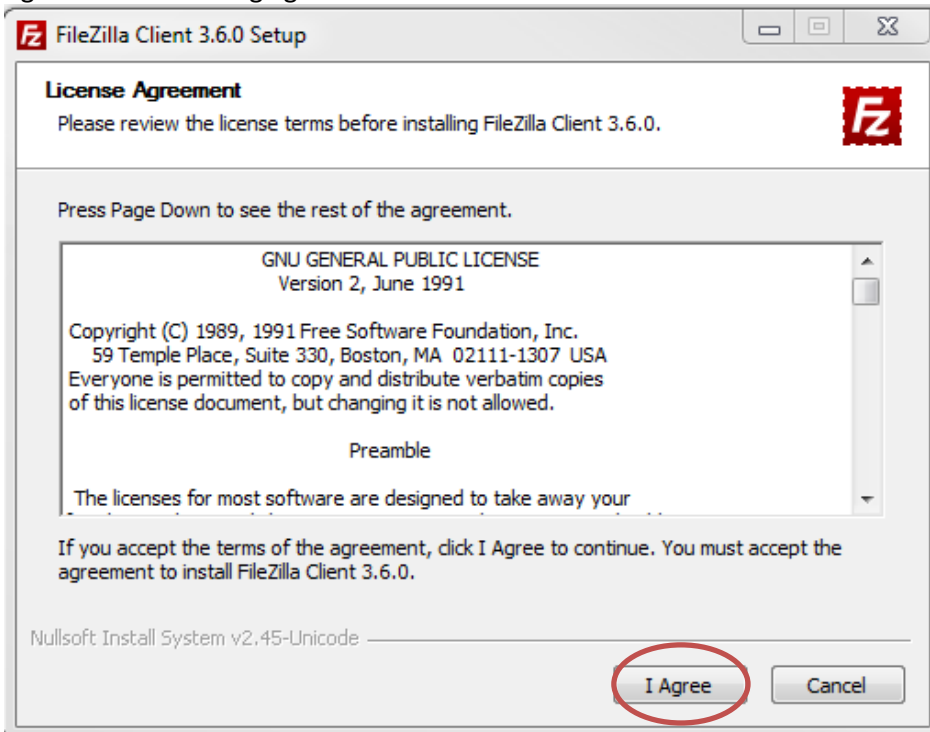 FileZilla Client 3.6.0 Setup
License Agreement
Please review the license terms before installing FileZilla Client 3.6.0.
Fz
Press Page Down to see the rest of the agreement.
GNU GENERAL PUBLIC LICENSE
Version 2, June 1991
Copyright (C) 1989, 1991 Free Software Foundation, Inc.
59 Temple Place, Suite 330, Boston, MA 02111-1307 USA
Everyone is permitted to copy and distribute verbatim copies
of this license document, but changing it is not allowed.
Preamble
The licenses for most software are designed to take away your
If you accept the terms of the agreement, click I Agree to continue. You must accept the
agreement to install FileZilla Client 3.6.0.
Nullsoft Install System v2.45-Unicode
I Agree
Cancel